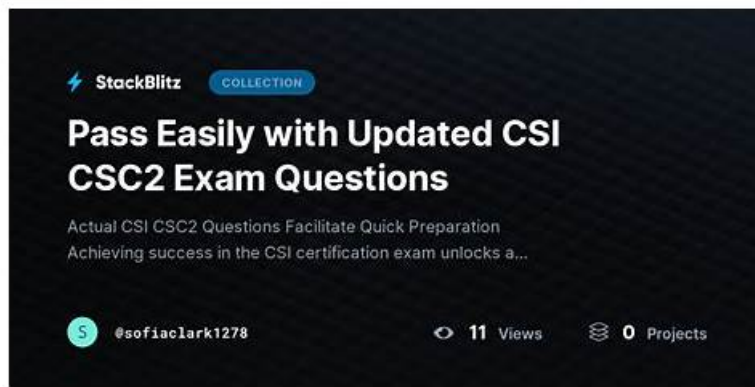 StackBlitz COLLECTION
Pass Easily with Updated CSI
CSC2 Exam Questions
Actual CSI CSC2 Questions Facilitate Quick Preparation
Achieving success in the CSI certification exam unlocks a...
S @sofiaclark1278 11 Views 0 Projects